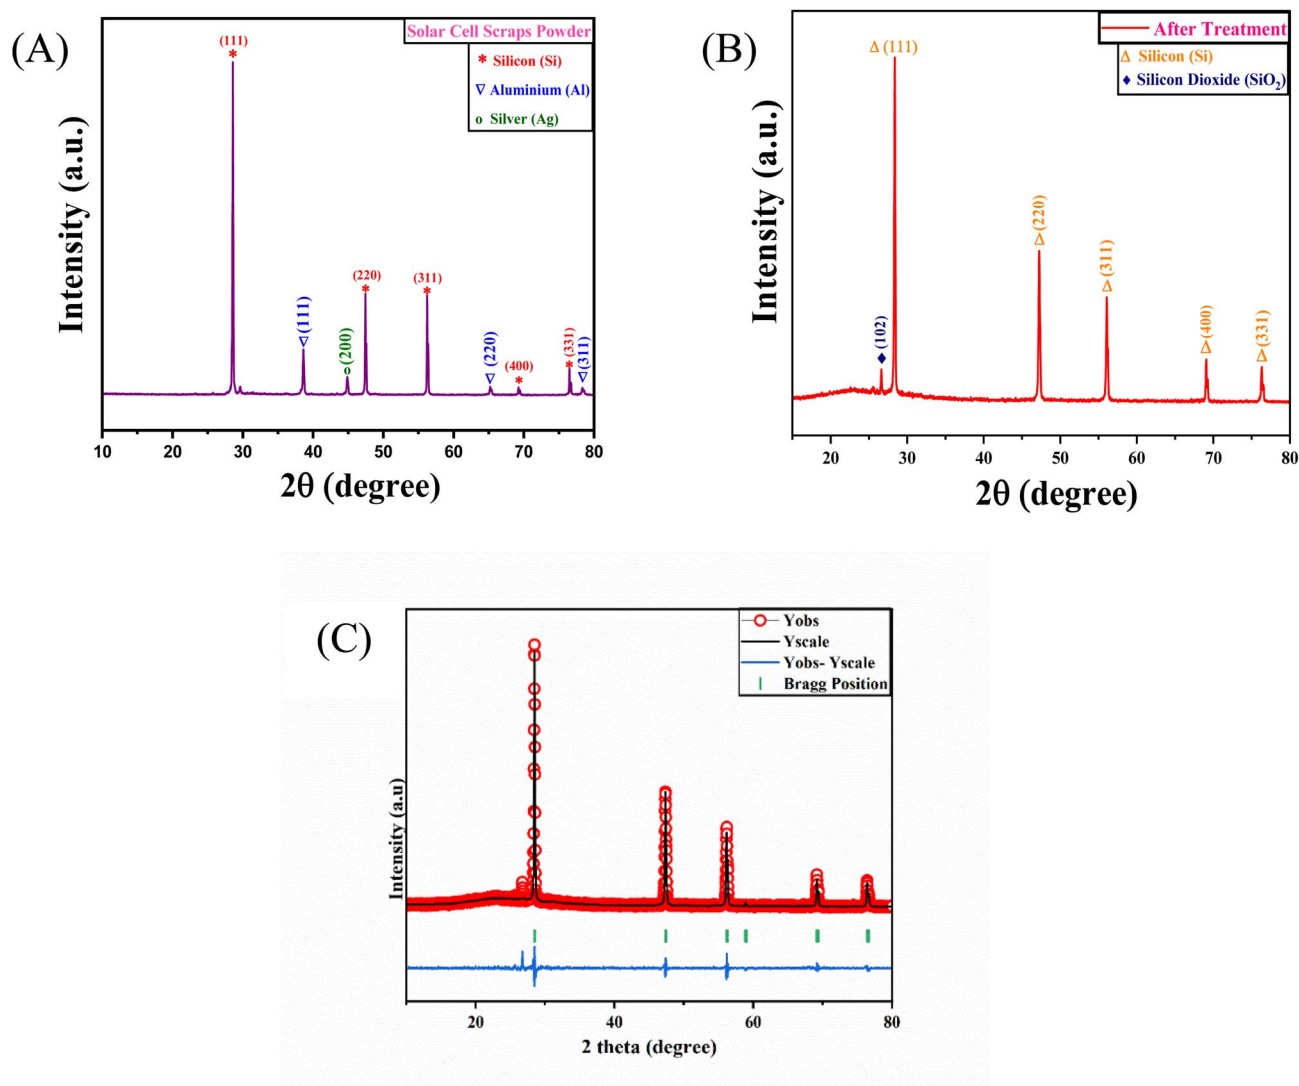 (A)
Solar Cell Scraps Powder
* Silicon (Si)
∇ Aluminium (Al)
o Silver (Ag)
(111)
*
∇(111)
o(200)
(220)
*
(311)
*
∇(220)
(400)
*
*(331)
∇(311)
Intensity (a.u.)
10 20 30 40 50 60 70 80
2θ (degree)
(B)
After Treatment
Δ Silicon (Si)
♦ Silicon Dioxide (SiO₂)
Δ (111)
♦(102)
Δ(220)
Δ(311)
Δ(400)
Δ(331)
Intensity (a.u.)
20 30 40 50 60 70 80
2θ (degree)
(C)
Yobs
Yscale
Yobs- Yscale
Bragg Position
Intensity (a.u)
20 40 60 80
2 theta (degree)